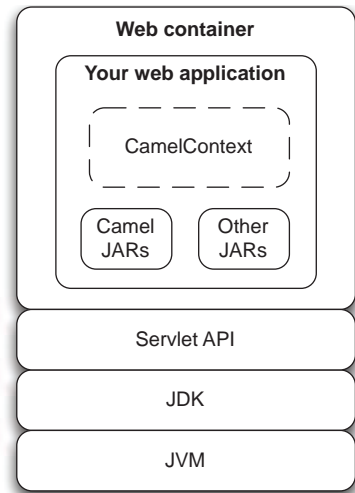 Web container
Your web application
CamelContext
Camel
JARs
Other
JARs
Servlet API
JDK
JVM